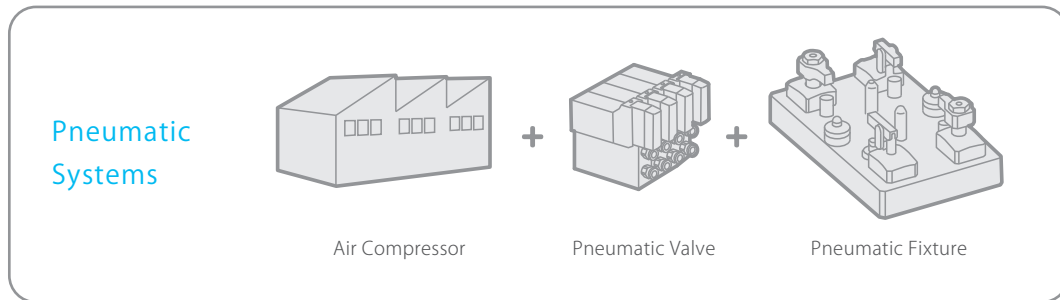 Pneumatic
Systems
Air Compressor
Pneumatic Valve
Pneumatic Fixture